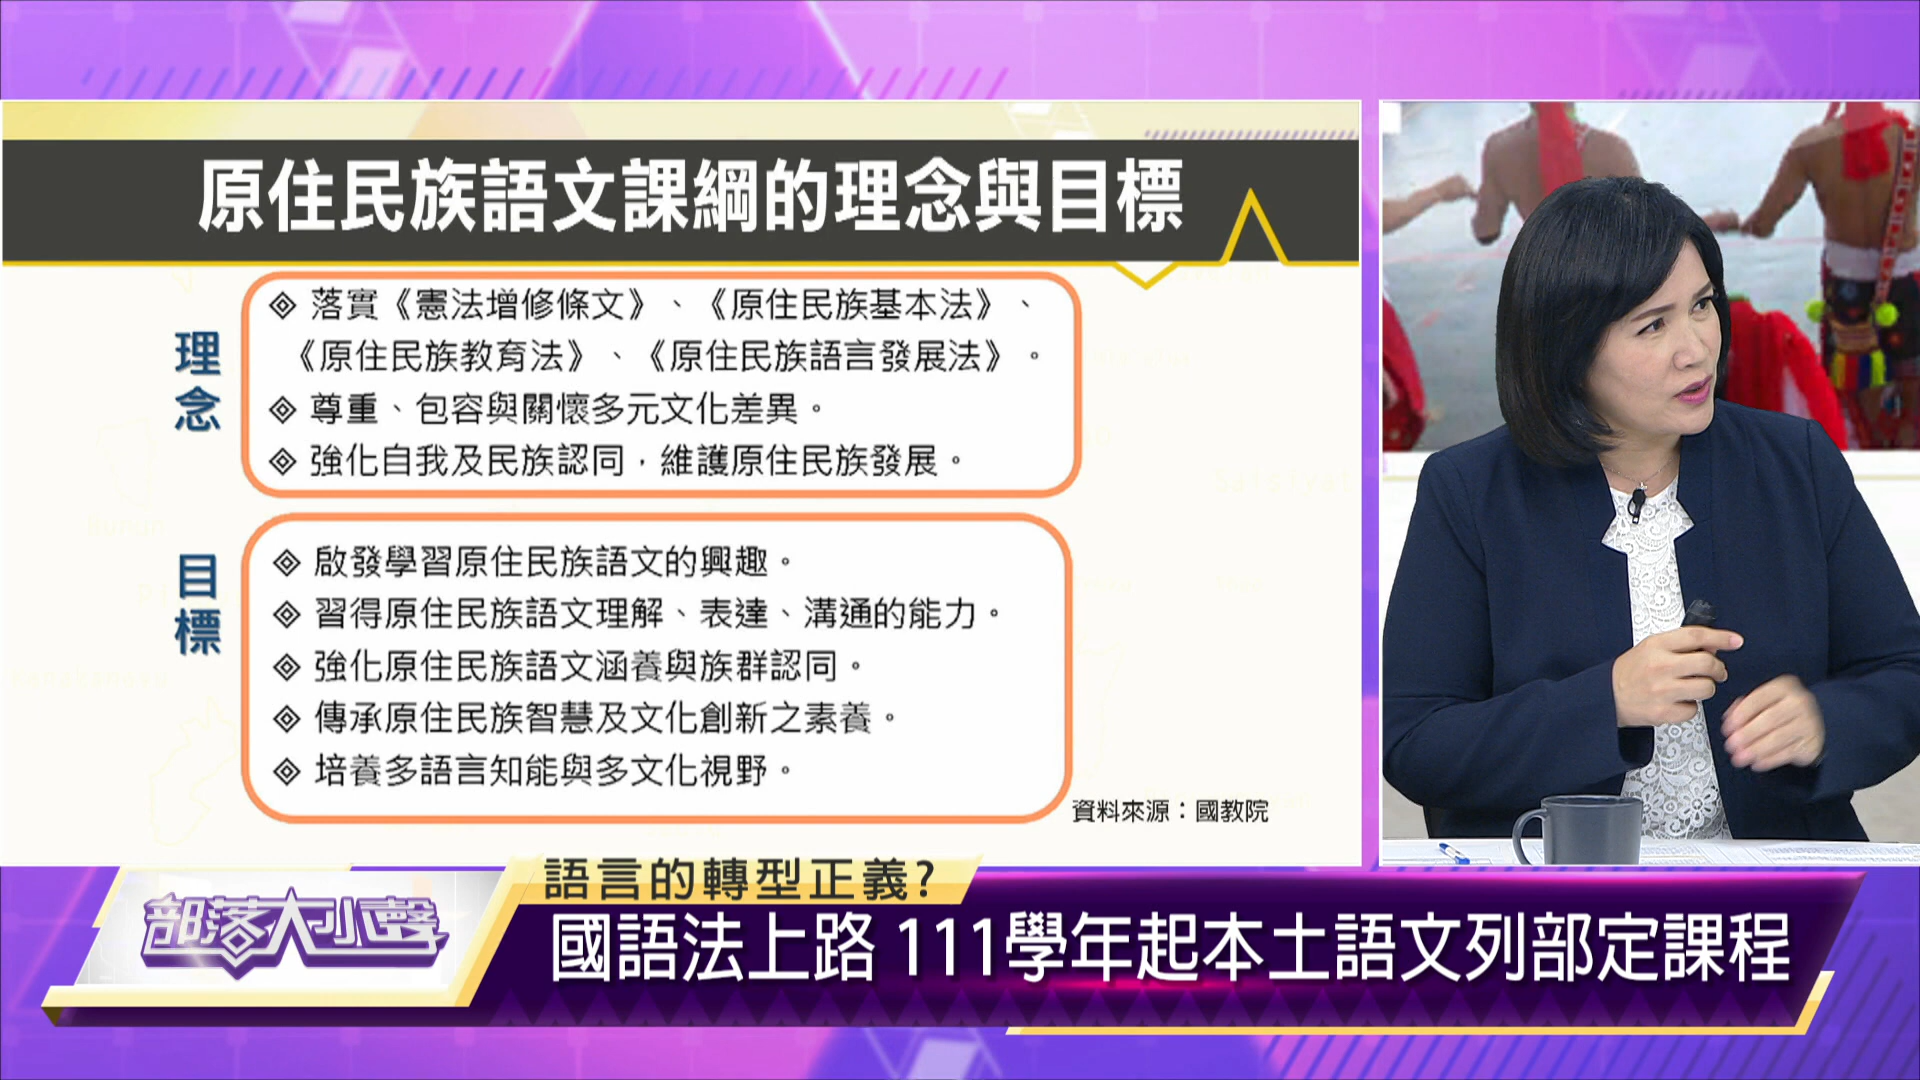 原住民族語文課綱的理念與目標
理念
落實《憲法增修條文》、《原住民族基本法》、
《原住民族教育法》、《原住民族語言發展法》。
尊重、包容與關懷多元文化差異。
強化自我及民族認同，維護原住民族發展。
目標
啟發學習原住民族語文的興趣。
習得原住民族語文理解、表達、溝通的能力。
強化原住民族語文涵養與族群認同。
傳承原住民族智慧及文化創新之素養。
培養多語言知能與多文化視野。
資料來源：國教院
部落大小聲
語言的轉型正義?
國語法上路 111學年起本土語文列部定課程